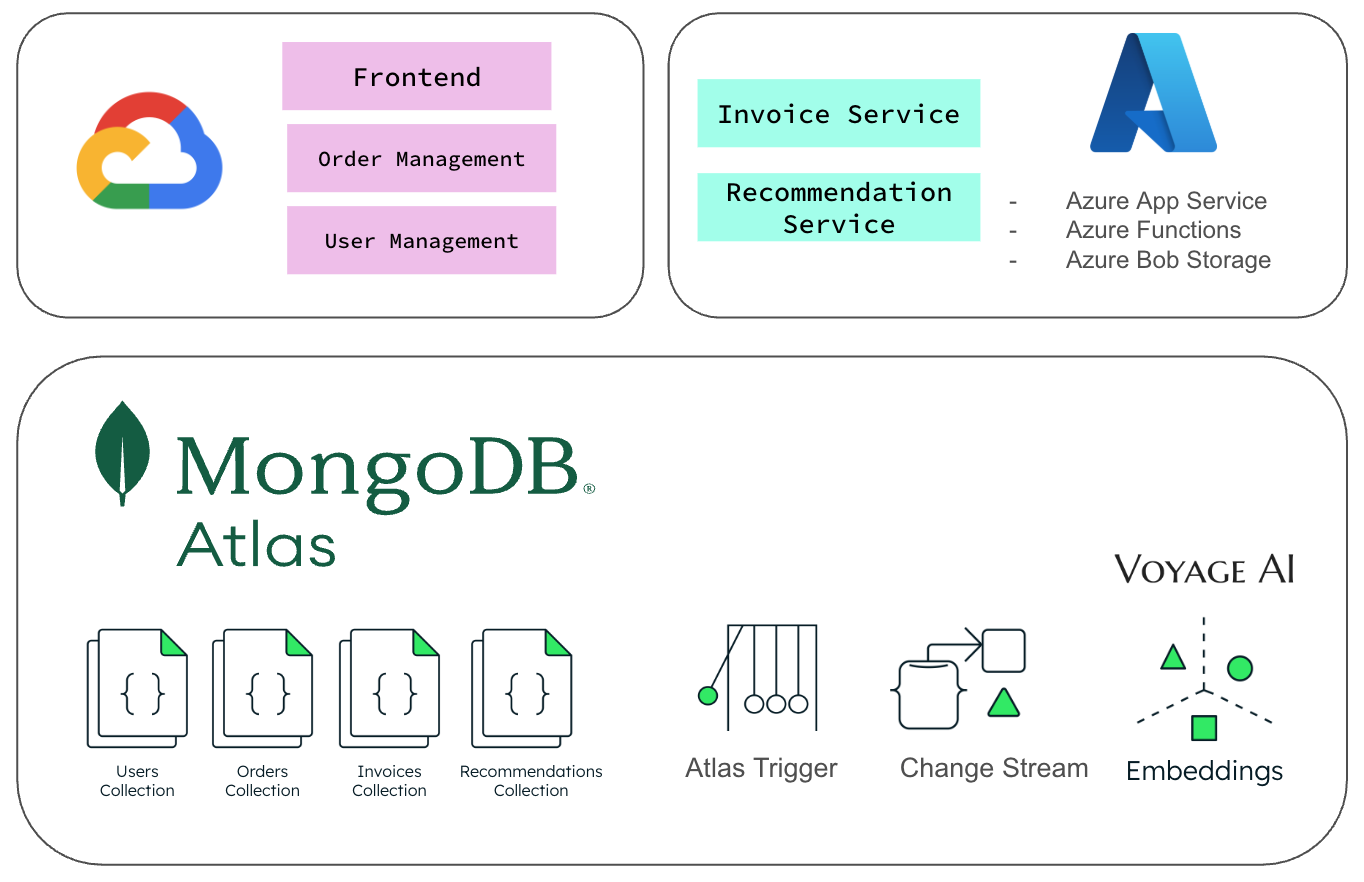 Frontend
Order Management
User Management
Invoice Service
Recommendation
Service
- Azure App Service
- Azure Functions
- Azure Bob Storage
MongoDB®
Atlas
VOYAGE AI
{ }
{ }
{ }
{ }
Users
Collection
Orders
Collection
Invoices
Collection
Recommendations
Collection
Atlas Trigger
Change Stream
Embeddings